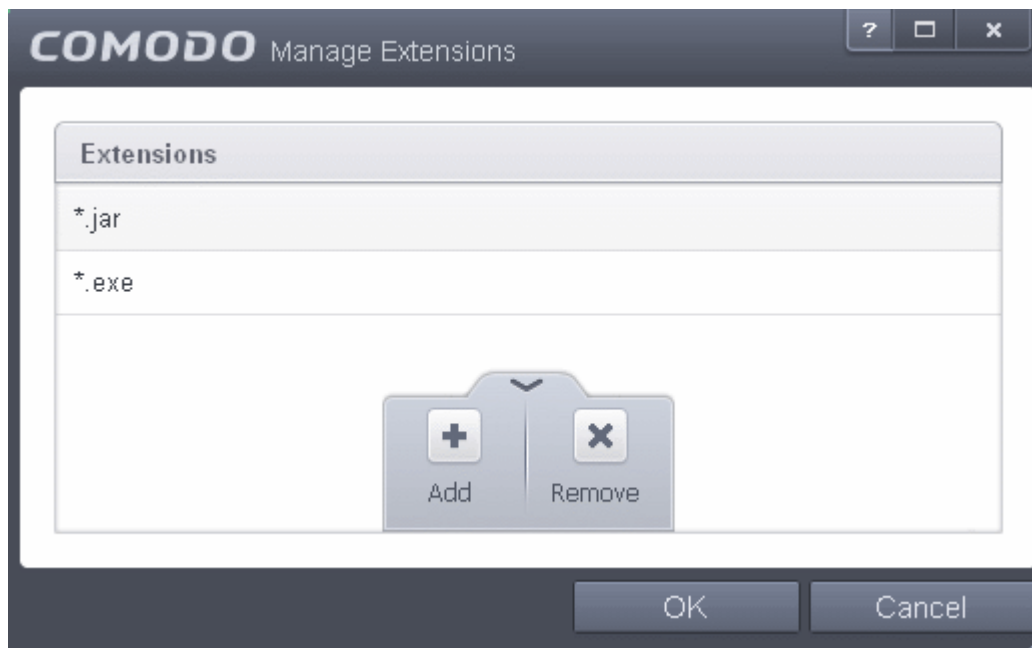 COMODO Manage Extensions ?
Extensions
*.jar
*.exe
Add Remove
OK Cancel